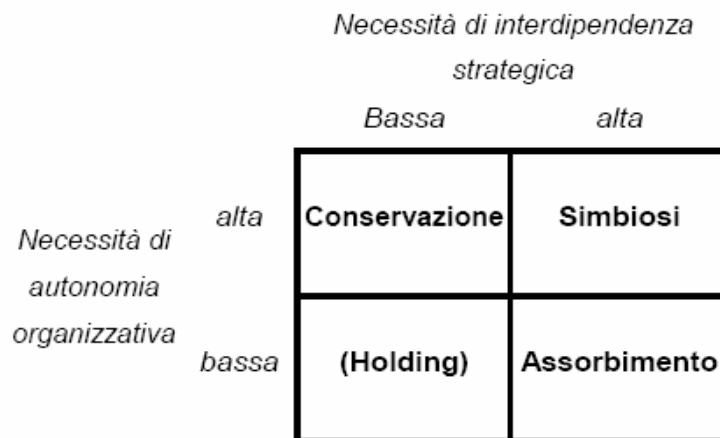 Necessità di interdipendenza
strategica
Bassa alta
alta Conservazione Simbiosi
Necessità di
autonomia
organizzativa
bassa (Holding) Assorbimento